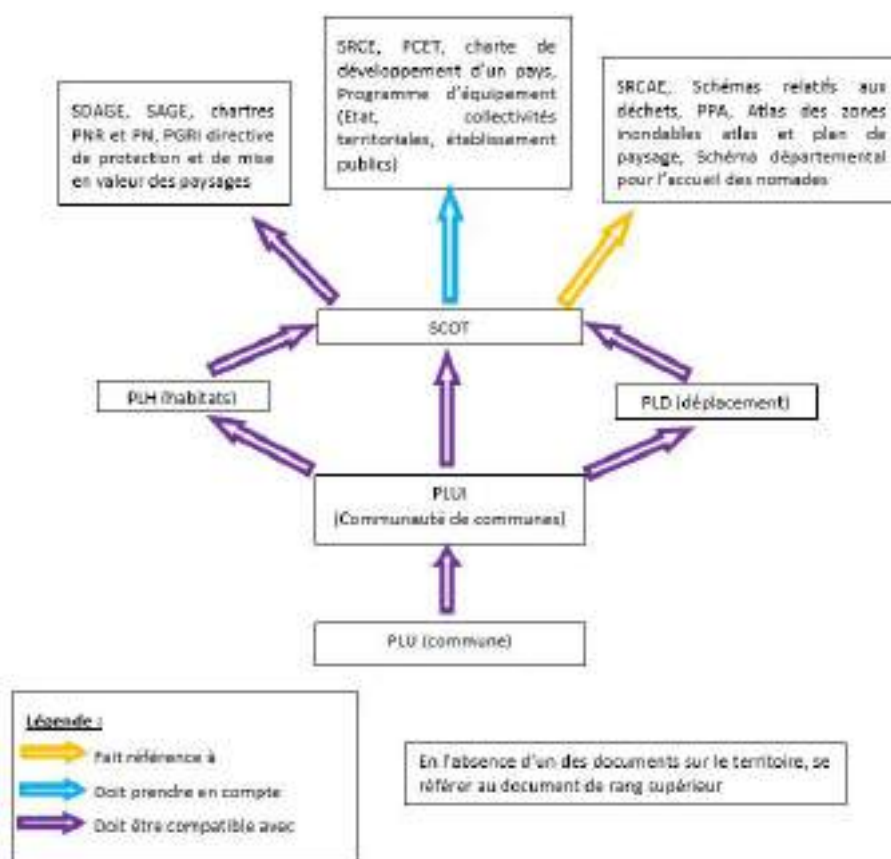 SRCE, PCET, charte de
développement d'un pays,
Programme d'équipement
(Etat, collectivités
territoriales, établissement
publics)
SDAGE, SAGE, chartres
PNR et PN, PGRI directive
de protection et de mise
en valeur des paysages
SRCAE, Schémas relatifs aux
déchets, PPA, Atlas des zones
inondables atlas et plan de
paysage, Schéma départemental
pour l'accueil des nomades
SCOT
PLH (habitats)
PLD (déplacement)
PLUI
(Communauté de communes)
PLU (commune)
Légende :
Fait référence à
Doit prendre en compte
Doit être compatible avec
En l'absence d'un des documents sur le territoire, se
référer au document de rang supérieur